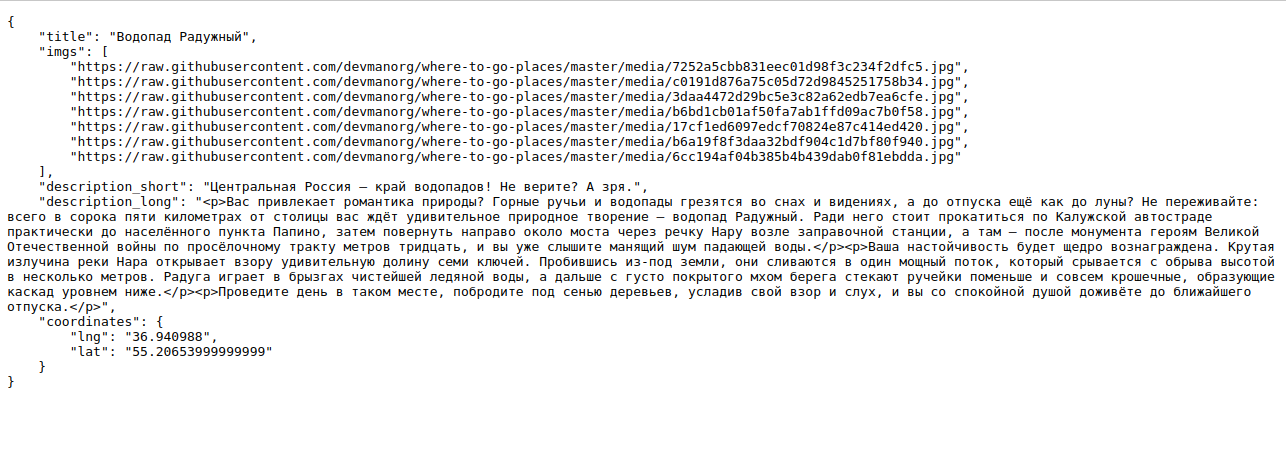 {
    "title": "Водопад Радужный",
    "imgs": [
        "https://raw.githubusercontent.com/devmanorg/where-to-go-places/master/media/7252a5cbb831eec01d98f3c234f2dfc5.jpg",
        "https://raw.githubusercontent.com/devmanorg/where-to-go-places/master/media/c0191d876a75c05d72d9845251758b34.jpg",
        "https://raw.githubusercontent.com/devmanorg/where-to-go-places/master/media/3daa4472d29bc5e3c82a62edb7ea6cfe.jpg",
        "https://raw.githubusercontent.com/devmanorg/where-to-go-places/master/media/b6bd1cb01af50fa7ab1ffd09ac7b0f58.jpg",
        "https://raw.githubusercontent.com/devmanorg/where-to-go-places/master/media/17cf1ed6097edcf70824e87c414ed420.jpg",
        "https://raw.githubusercontent.com/devmanorg/where-to-go-places/master/media/b6a19f8f3daa32bdf904c1d7bf80f940.jpg",
        "https://raw.githubusercontent.com/devmanorg/where-to-go-places/master/media/6cc194af04b385b4b439dab0f81ebdda.jpg"
    ],
    "description_short": "Центральная Россия – край водопадов! Не верите? А зря.",
    "description_long": "<p>Вас привлекает романтика природы? Горные ручьи и водопады грезятся во снах и видениях, а до отпуска ещё как до луны? Не переживайте:
всего в сорока пяти километрах от столицы вас ждёт удивительное природное творение – водопад Радужный. Ради него стоит прокатиться по Калужской автостраде
практически до населённого пункта Папино, затем повернуть направо около моста через речку Нару возле заправочной станции, а там – после монумента героям Великой
Отечественной войны по просёлочному тракту метров тридцать, и вы уже слышите манящий шум падающей воды.</p><p>Ваша настойчивость будет щедро вознаграждена. Крутая
излучина реки Нара открывает взору удивительную долину семи ключей. Пробившись из-под земли, они сливаются в один мощный поток, который срывается с обрыва высотой
в несколько метров. Радуга играет в брызгах чистейшей ледяной воды, а дальше с густо покрытого мхом берега стекают ручейки поменьше и совсем крошечные, образующие
каскад уровнем ниже.</p><p>Проведите день в таком месте, побродите под сенью деревьев, усладив свой взор и слух, и вы со спокойной душой доживёте до ближайшего
отпуска.</p>",
    "coordinates": {
        "lng": "36.940988",
        "lat": "55.20653999999999"
    }
}